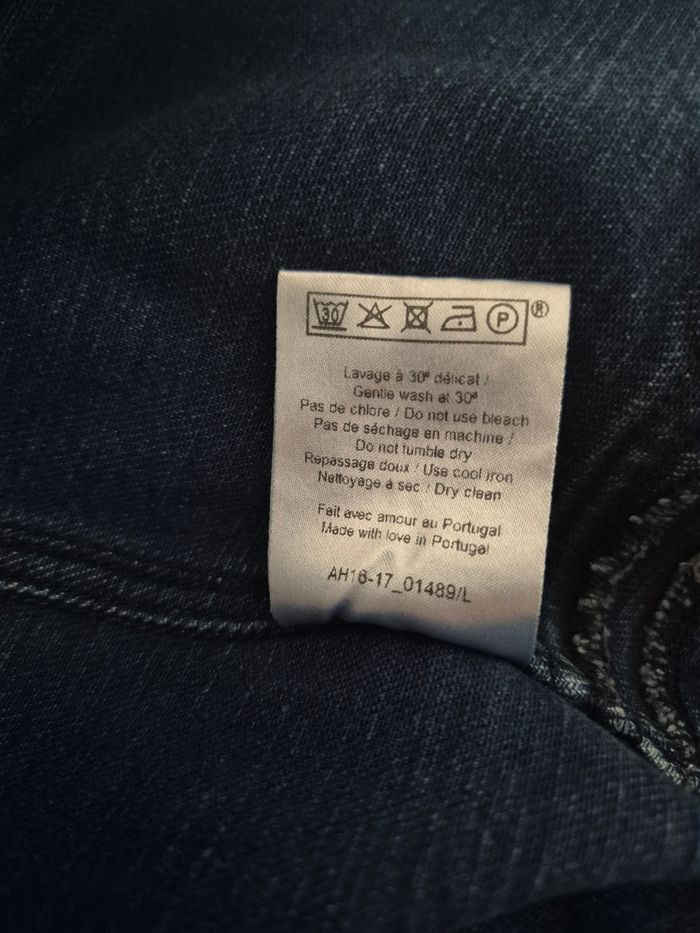 30 P ®
Lavage à 30° délicat /
Gentle wash at 30°
Pas de chlore / Do not use bleach
Pas de séchage en machine /
Do not tumble dry
Repassage doux / Use cool iron
Nettoyage à sec / Dry clean
Fait avec amour au Portugal
Made with love in Portugal
AH16-17_01489/L